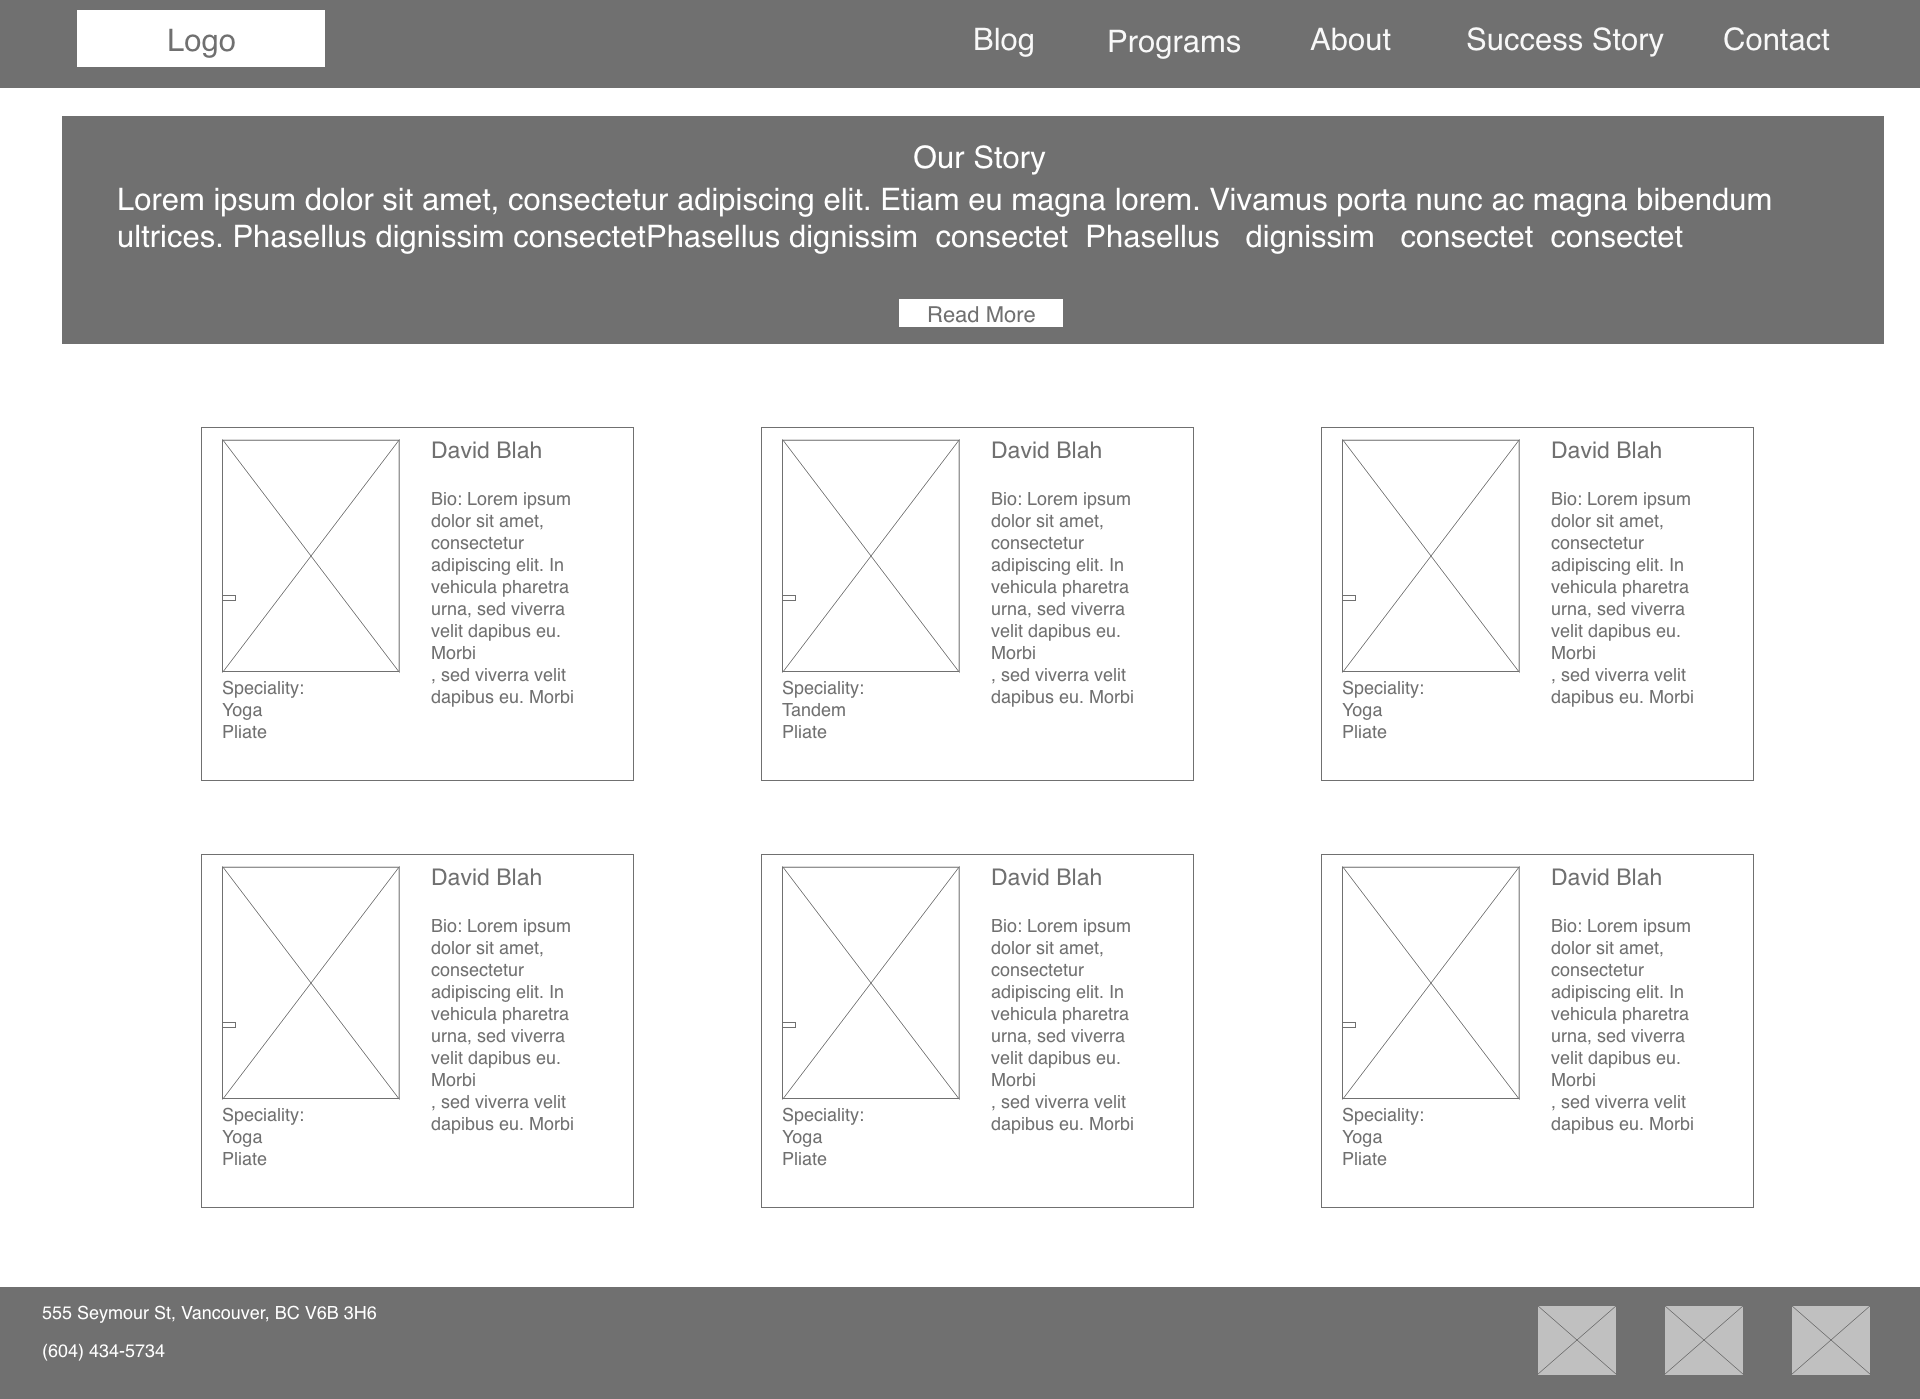 Logo
Blog
Programs
About
Success Story
Contact
Our Story
Lorem ipsum dolor sit amet, consectetur adipiscing elit. Etiam eu magna lorem. Vivamus porta nunc ac magna bibendum
ultrices. Phasellus dignissim consectetPhasellus dignissim consectet Phasellus dignissim consectet consectet
Read More
David Blah
Bio: Lorem ipsum
dolor sit amet,
consectetur
adipiscing elit. In
vehicula pharetra
urna, sed viverra
velit dapibus eu.
Morbi
, sed viverra velit
dapibus eu. Morbi
Speciality:
Yoga
Pliate
David Blah
Bio: Lorem ipsum
dolor sit amet,
consectetur
adipiscing elit. In
vehicula pharetra
urna, sed viverra
velit dapibus eu.
Morbi
, sed viverra velit
dapibus eu. Morbi
Speciality:
Tandem
Pliate
David Blah
Bio: Lorem ipsum
dolor sit amet,
consectetur
adipiscing elit. In
vehicula pharetra
urna, sed viverra
velit dapibus eu.
Morbi
, sed viverra velit
dapibus eu. Morbi
Speciality:
Yoga
Pliate
David Blah
Bio: Lorem ipsum
dolor sit amet,
consectetur
adipiscing elit. In
vehicula pharetra
urna, sed viverra
velit dapibus eu.
Morbi
, sed viverra velit
dapibus eu. Morbi
Speciality:
Yoga
Pliate
David Blah
Bio: Lorem ipsum
dolor sit amet,
consectetur
adipiscing elit. In
vehicula pharetra
urna, sed viverra
velit dapibus eu.
Morbi
, sed viverra velit
dapibus eu. Morbi
Speciality:
Yoga
Pliate
David Blah
Bio: Lorem ipsum
dolor sit amet,
consectetur
adipiscing elit. In
vehicula pharetra
urna, sed viverra
velit dapibus eu.
Morbi
, sed viverra velit
dapibus eu. Morbi
Speciality:
Yoga
Pliate
555 Seymour St, Vancouver, BC V6B 3H6
(604) 434-5734